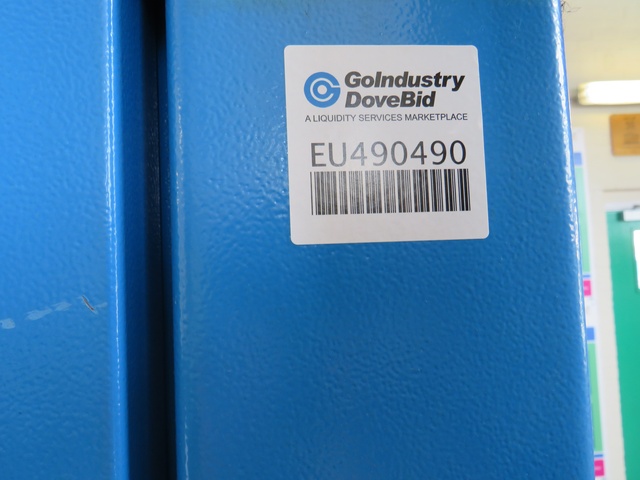 GoIndustry
DoveBid
A LIQUIDITY SERVICES MARKETPLACE
EU490490